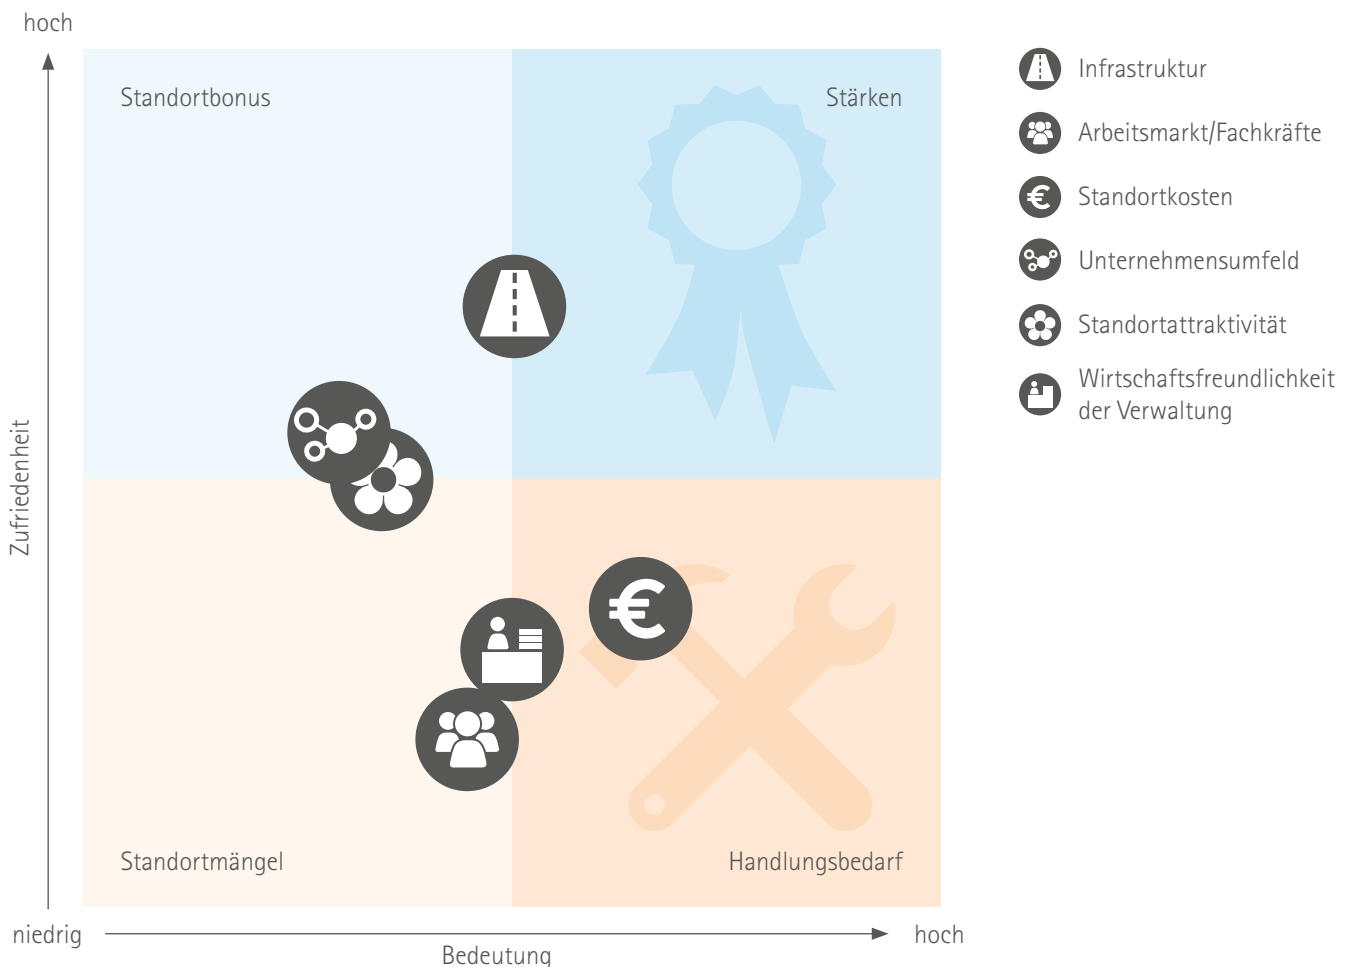 hoch
Standortbonus
Stärken
Zufriedenheit
Standortmängel
Handlungsbedarf
niedrig
Bedeutung
hoch
Infrastruktur
Arbeitsmarkt/Fachkräfte
€ Standortkosten
Unternehmensumfeld
Standortattraktivität
Wirtschaftsfreundlichkeit
der Verwaltung
€